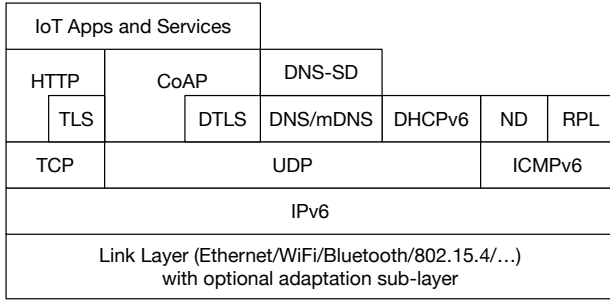 IoT Apps and Services
HTTP
CoAP
DNS-SD
TLS
DTLS
DNS/mDNS
DHCPv6
ND
RPL
TCP
UDP
ICMPv6
IPv6
Link Layer (Ethernet/WiFi/Bluetooth/802.15.4/…)
with optional adaptation sub-layer